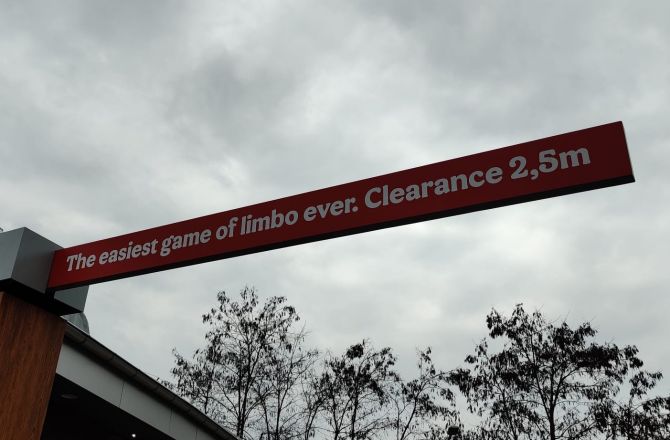 The easiest game of limbo ever. Clearance 2,5m